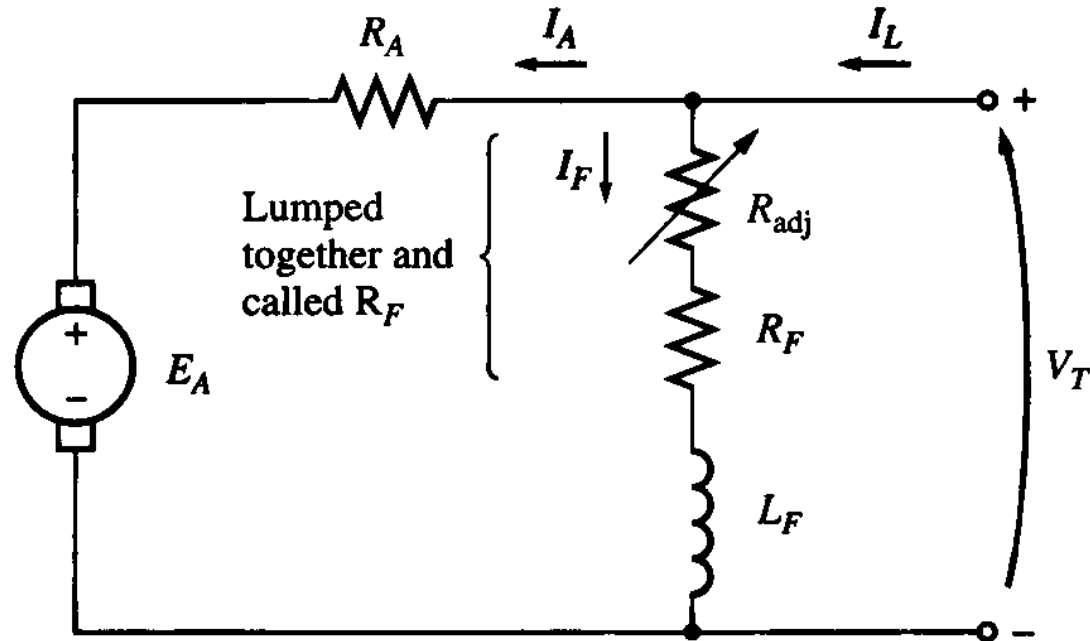 R_A
I_A
I_L
+
I_F
R_adj
Lumped
together and
called R_F
R_F
+
E_A
−
V_T
L_F
−